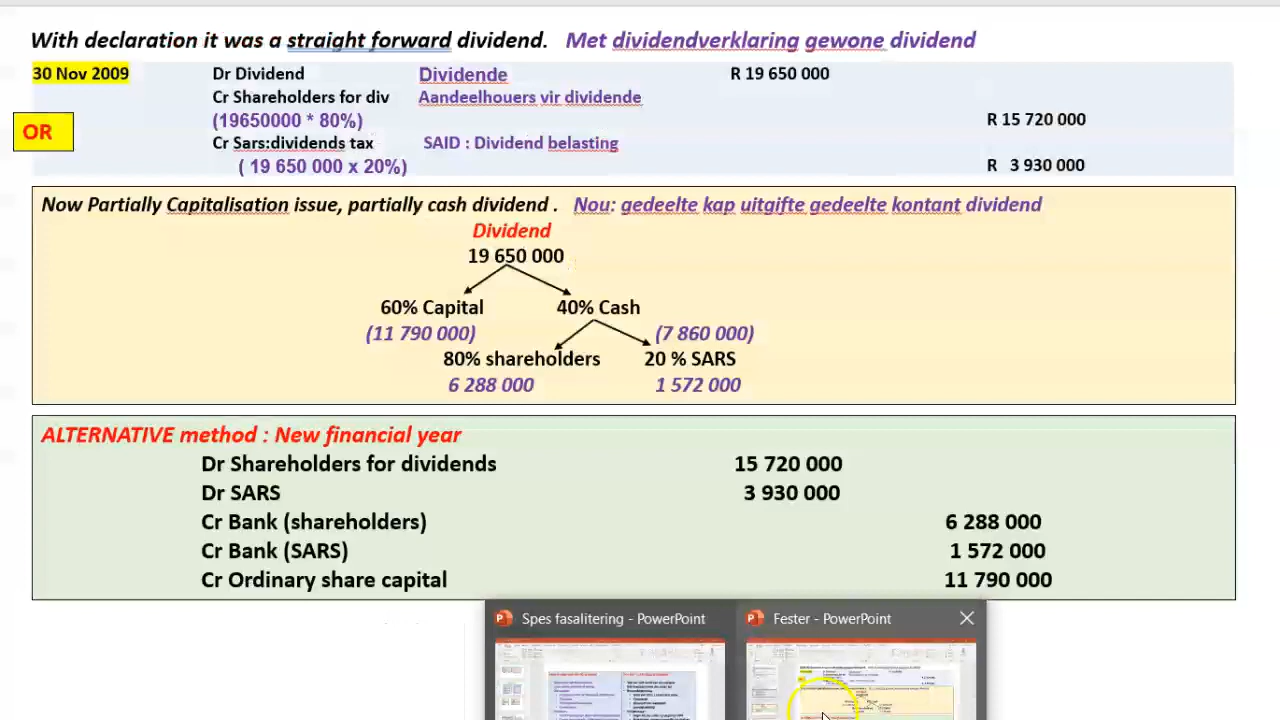 With declaration it was a straight forward dividend. Met dividendverklaring gewone dividend
30 Nov 2009 Dr Dividend Dividende R 19 650 000
Cr Shareholders for div Aandeelhouers vir dividende
OR (19650000 * 80%) R 15 720 000
Cr Sars:dividends tax SAID : Dividend belasting
( 19 650 000 x 20%) R 3 930 000
Now Partially Capitalisation issue, partially cash dividend . Nou: gedeelte kap uitgifte gedeelte kontant dividend
Dividend
19 650 000
60% Capital 40% Cash
(11 790 000) (7 860 000)
80% shareholders 20 % SARS
6 288 000 1 572 000
ALTERNATIVE method : New financial year
Dr Shareholders for dividends 15 720 000
Dr SARS 3 930 000
Cr Bank (shareholders) 6 288 000
Cr Bank (SARS) 1 572 000
Cr Ordinary share capital 11 790 000
Spes fasalitering - PowerPoint Fester - PowerPoint